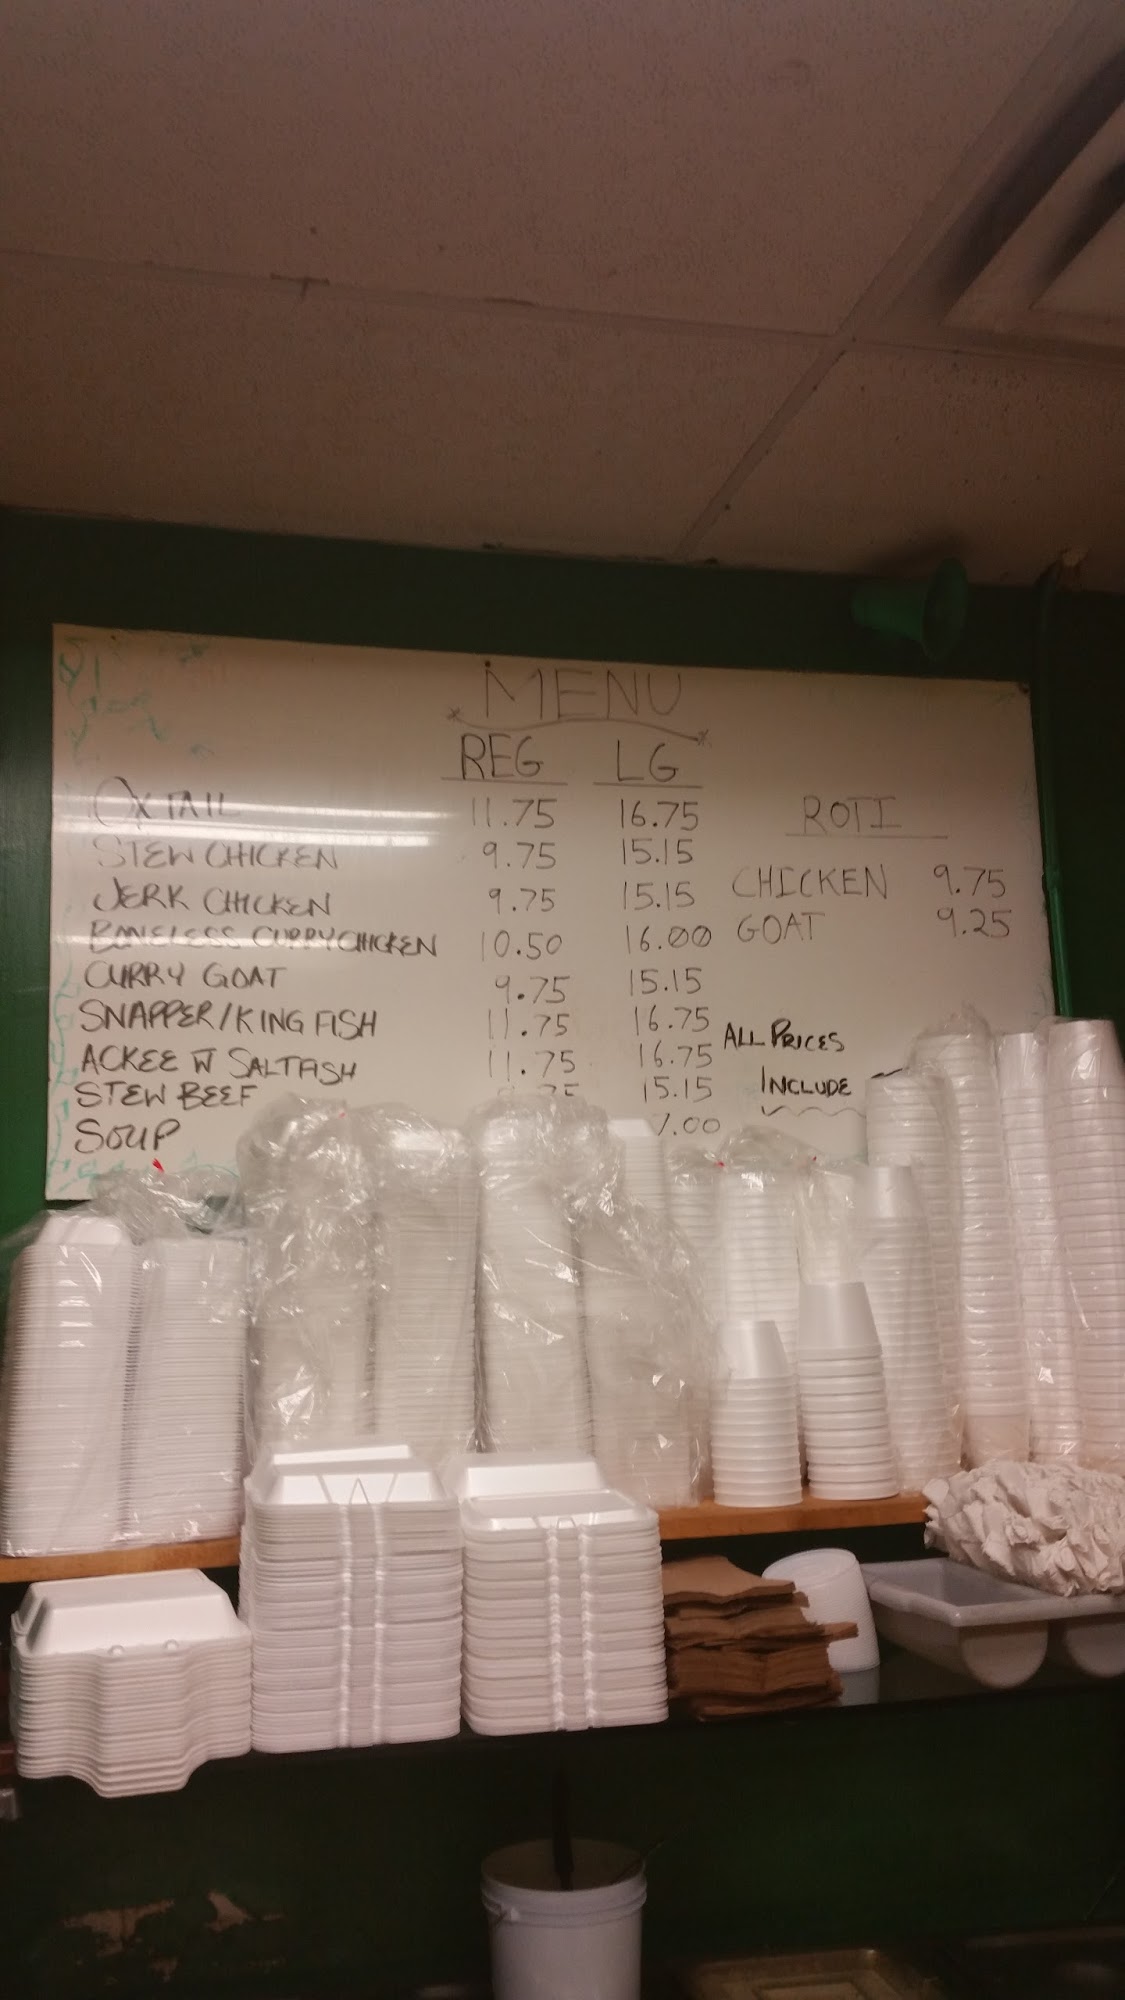 MENU
REG LG
OXTAIL 11.75 16.75
STEW CHICKEN 9.75 15.15
JERK CHICKEN 9.75 15.15
BONELESS CURRY CHICKEN 10.50 16.00
CURRY GOAT 9.75 15.15
SNAPPER/KING FISH 11.75 16.75
ACKEE W SALTFISH 11.75 16.75
STEW BEEF 15.15
SOUP 7.00
ROTI
CHICKEN 9.75
GOAT 9.25
ALL PRICES
INCLUDE